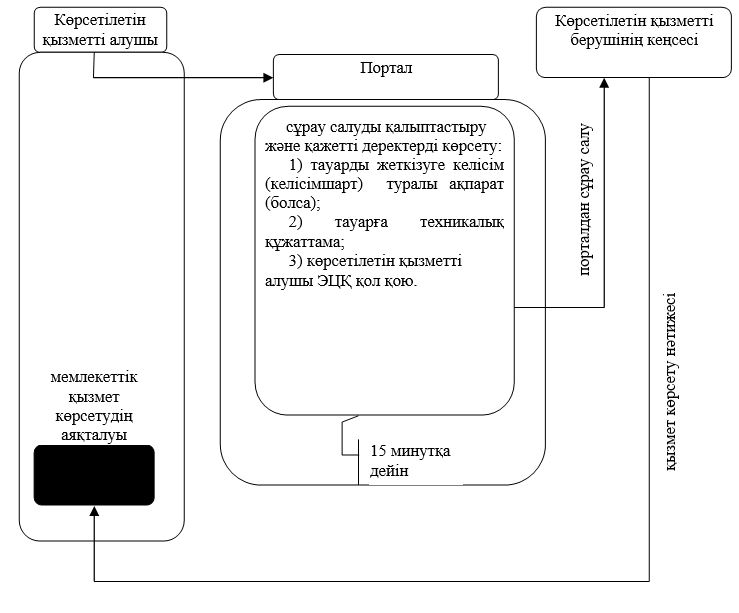 Көрсетілетін
қызметті алушы
Портал
Көрсетілетін қызметті
берушінің кеңсесі
сұрау салуды қалыптастыру
және қажетті деректерді көрсету:
1) тауарды жеткізуге келісім
(келісімшарт) туралы ақпарат
(болса);
2) тауарға техникалық
құжаттама;
3) көрсетілетін қызметті
алушы ЭЦҚ қол қою.
порталдан сұрау салу
қызмет көрсету нәтижесі
мемлекеттік
қызмет
көрсетудің
аяқталуы
15 минутқа
дейін